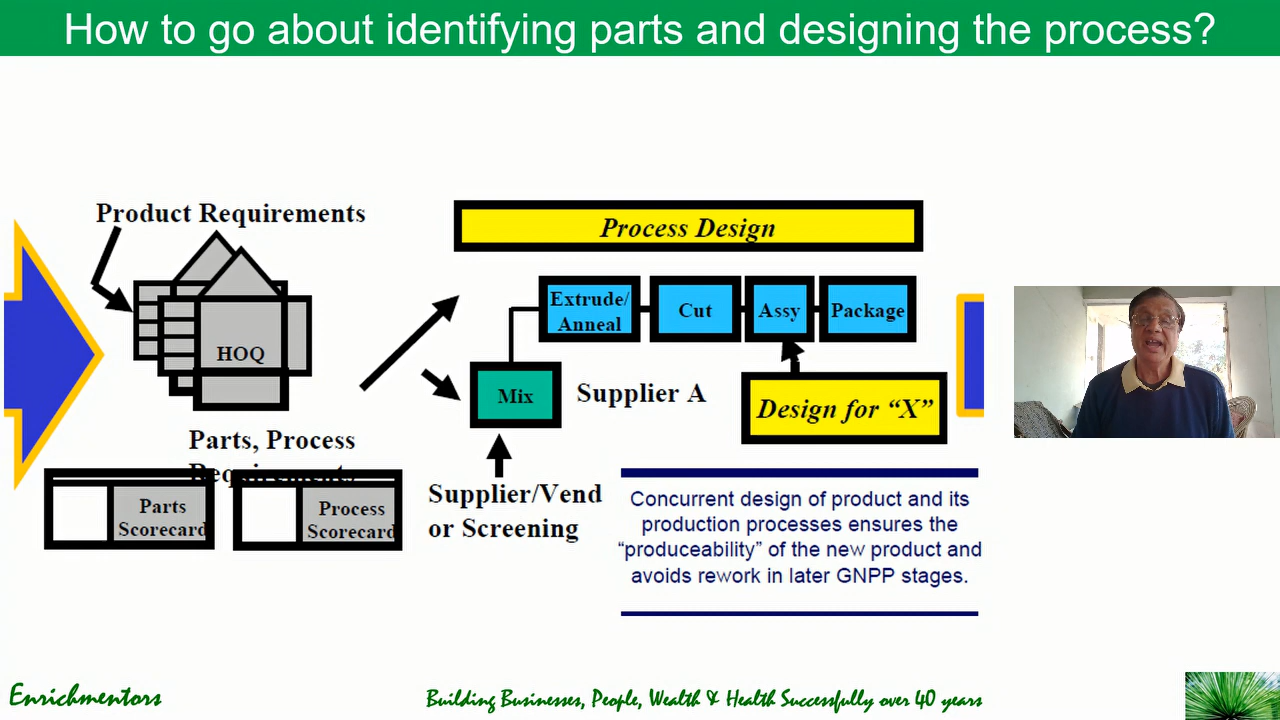 How to go about identifying parts and designing the process?
Product Requirements
HOQ
Parts, Process
Requirements
Parts
Scorecard
Process
Scorecard
Process Design
Extrude/
Anneal
Cut
Assy
Package
Mix
Supplier A
Design for “X”
Supplier/Vend
or Screening
Concurrent design of product and its
production processes ensures the
“produceability” of the new product and
avoids rework in later GNPP stages.
Enrichmentors
Building Businesses, People, Wealth & Health Successfully over 40 years